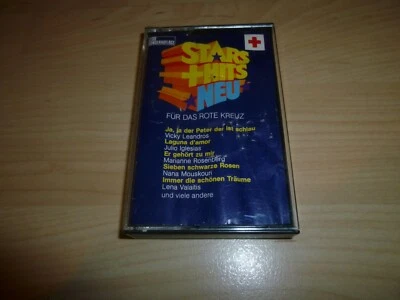 STARS
+HITS
NEU
FÜR DAS ROTE KREUZ
Ja, ja der Peter der ist schlau
Vicky Leandros
Laguna d'amor
Julio Iglesias
Er gehört zu mir
Marianne Rosenberg
Sieben schwarze Rosen
Nana Mouskouri
Immer die schönen Träume
Lena Valaitis
und viele andere